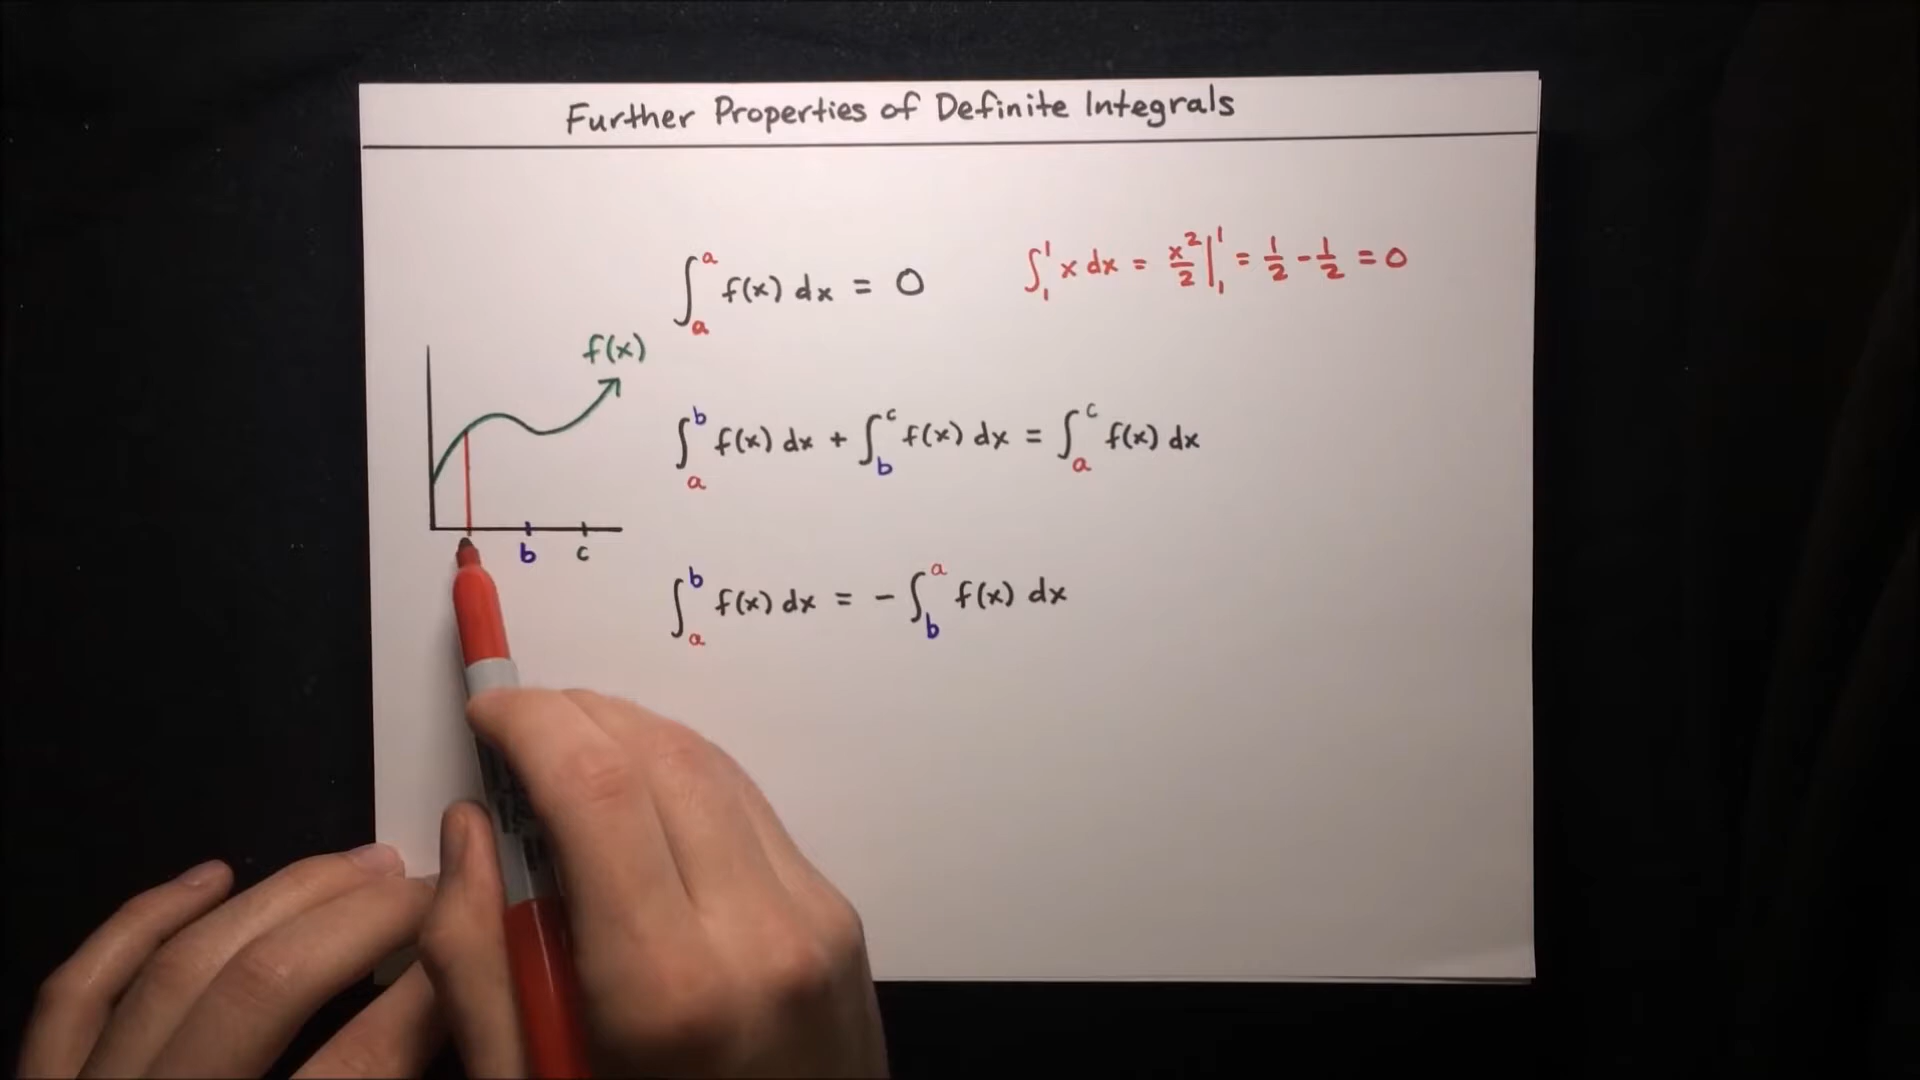 Further Properties of Definite Integrals
∫ₐᵃ f(x) dx = 0
∫₁¹ x dx = x²/2 |₁¹ = 1/2 - 1/2 = 0
f(x)
∫ₐᵇ f(x) dx + ∫_b^c f(x) dx = ∫ₐᶜ f(x) dx
b c
∫ₐᵇ f(x) dx = - ∫_b^a f(x) dx